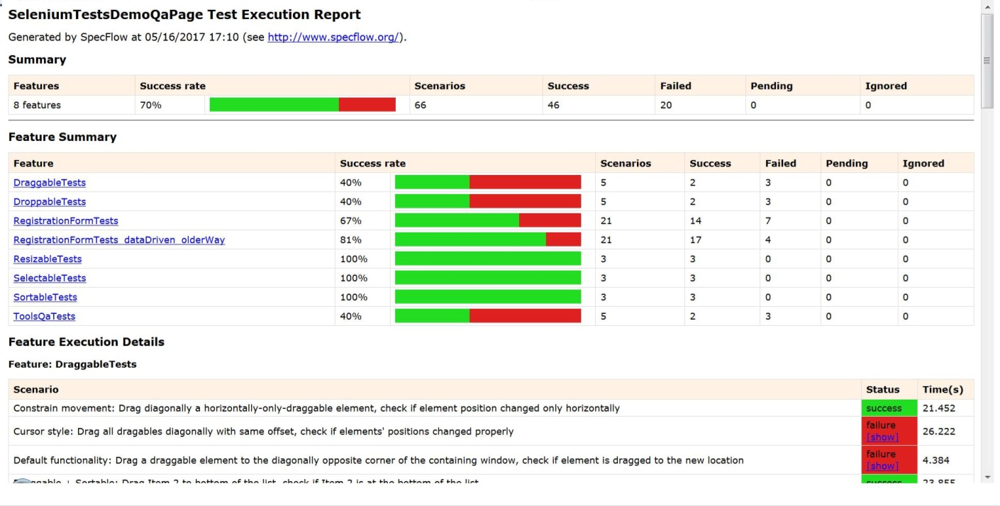 SeleniumTestsDemoQaPage Test Execution Report
Generated by SpecFlow at 05/16/2017 17:10 (see http://www.specflow.org/).
Summary
Features Success rate Scenarios Success Failed Pending Ignored
8 features 70% 66 46 20 0 0
Feature Summary
Feature Success rate Scenarios Success Failed Pending Ignored
DraggableTests 40% 5 2 3 0 0
DroppableTests 40% 5 2 3 0 0
RegistrationFormTests 67% 21 14 7 0 0
RegistrationFormTests_dataDriven_olderWay 81% 21 17 4 0 0
ResizableTests 100% 3 3 0 0 0
SelectableTests 100% 3 3 0 0 0
SortableTests 100% 3 3 0 0 0
ToolsQaTests 40% 5 2 3 0 0
Feature Execution Details
Feature: DraggableTests
Scenario Status Time(s)
Constrain movement: Drag diagonally a horizontally-only-draggable element, check if element position changed only horizontally success 21.452
Cursor style: Drag all dragables diagonally with same offset, check if elements' positions changed properly failure [show] 26.222
Default functionality: Drag a draggable element to the diagonally opposite corner of the containing window, check if element is dragged to the new location failure [show] 4.384
+ Sortable: Drag Item 2 to bottom of the list, check if Item 2 is at the bottom of the list success 23.855